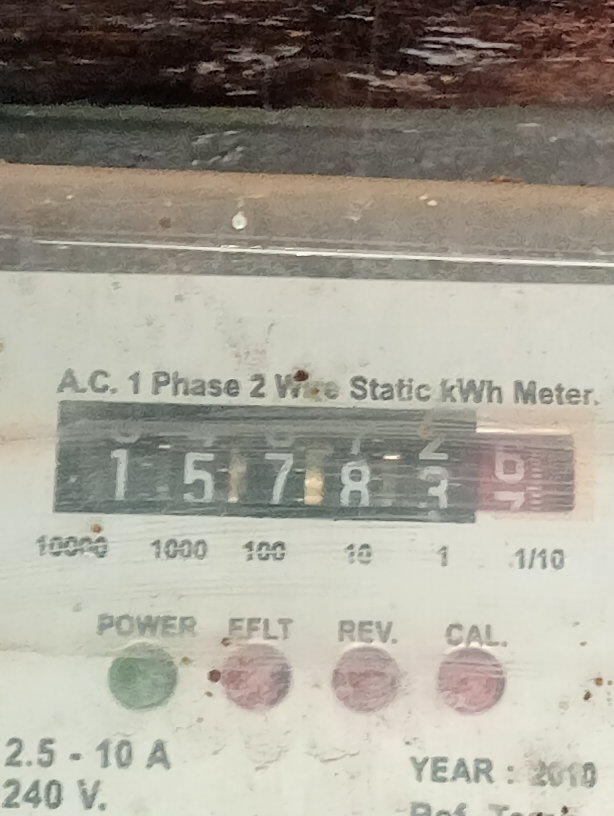 A.C. 1 Phase 2 Wire Static kWh Meter.
1 5 7 8 3 6
10000 1000 100 10 1 1/10
POWER EFLT REV. CAL.
2.5 - 10 A
YEAR : 2010
240 V.
Ref.